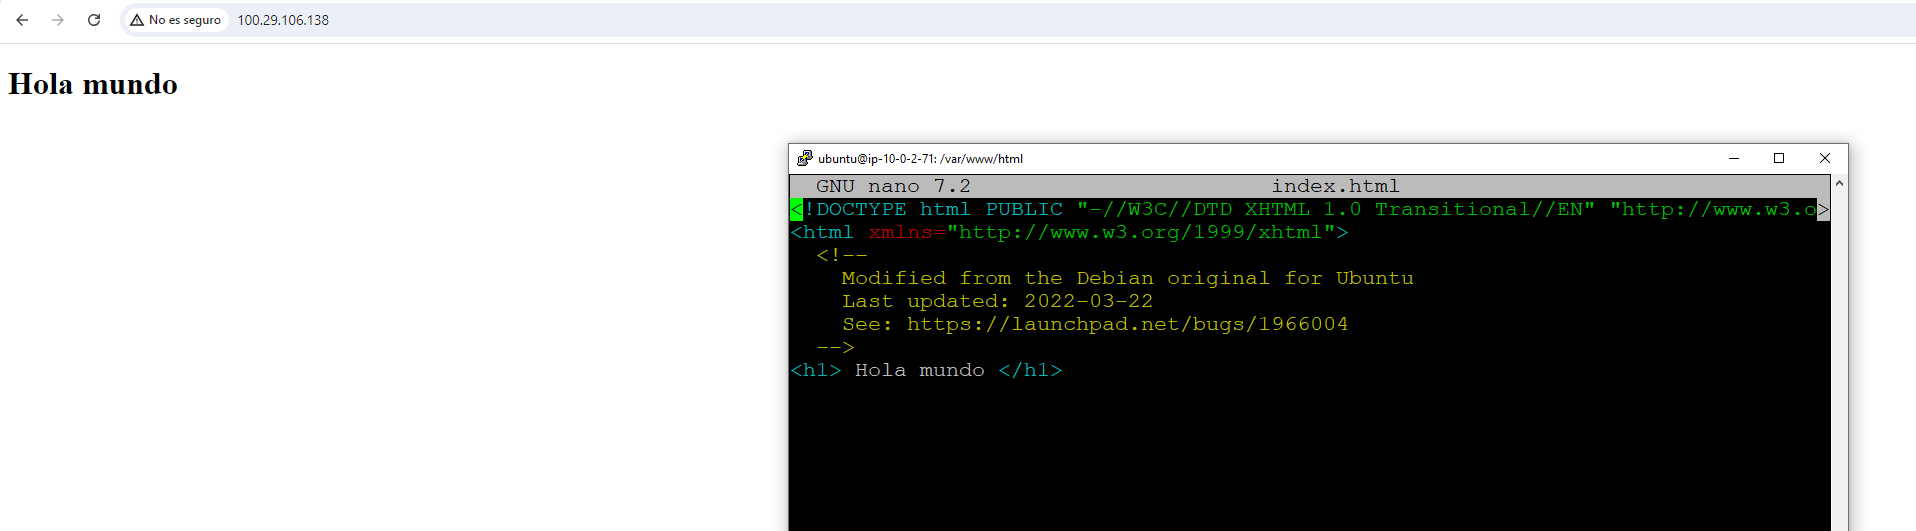 No es seguro 100.29.106.138
Hola mundo
ubuntu@ip-10-0-2-71: /var/www/html
GNU nano 7.2 index.html
<!DOCTYPE html PUBLIC "-//W3C//DTD XHTML 1.0 Transitional//EN" "http://www.w3.o>
<html xmlns="http://www.w3.org/1999/xhtml">
<!--
Modified from the Debian original for Ubuntu
Last updated: 2022-03-22
See: https://launchpad.net/bugs/1966004
-->
<h1> Hola mundo </h1>